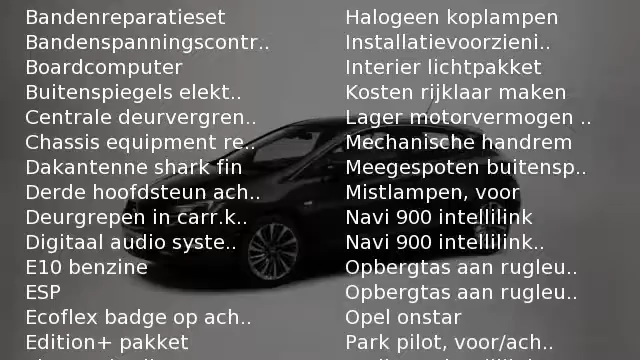 Bandenreparatieset
Bandenspanningscontr..
Boardcomputer
Buitenspiegels elekt..
Centrale deurvergren..
Chassis equipment re..
Dakantenne shark fin
Derde hoofdsteun ach..
Deurgrepen in carr.k..
Digitaal audio syste..
E10 benzine
ESP
Ecoflex badge op ach..
Edition+ pakket
Halogeen koplampen
Installatievoorzieni..
Interier lichtpakket
Kosten rijklaar maken
Lager motorvermogen ..
Mechanische handrem
Meegespoten buitensp..
Mistlampen, voor
Navi 900 intellilink
Navi 900 intellilink..
Opbergtas aan rugleu..
Opbergtas aan rugleu..
Opel onstar
Park pilot, voor/ach..